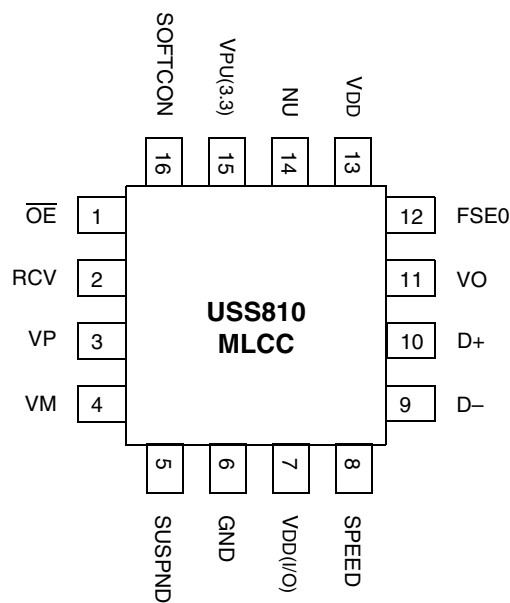 SOFTCON
VPU(3.3)
NU
VDD
16
15
14
13
OE 1
12 FSE0
RCV 2
11 VO
USS810
MLCC
VP 3
10 D+
VM 4
9 D–
5
6
7
8
SUSPND
GND
VDD(I/O)
SPEED